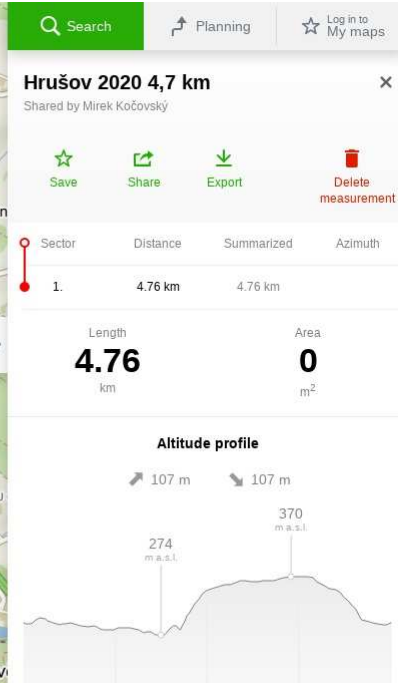 Search
Planning
Log in to
My maps
Hrušov 2020 4,7 km
Shared by Mirek Kočovský
Save
Share
Export
Delete
measurement
Sector Distance Summarized Azimuth
1. 4.76 km 4.76 km
Length Area
4.76 0
km m²
Altitude profile
107 m 107 m
370
m a.s.l.
274
m a.s.l.